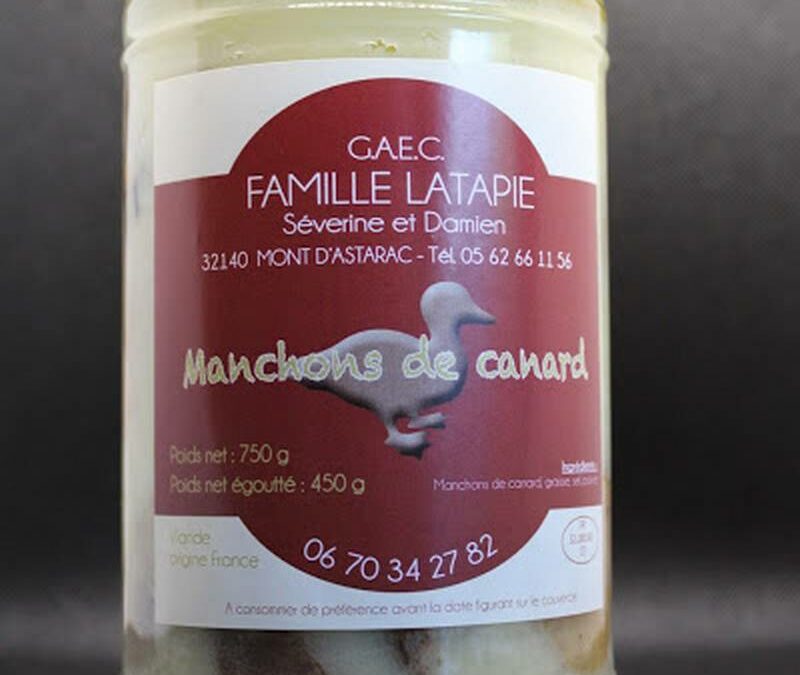 G.A.E.C.
FAMILLE LATAPIE
Séverine et Damien
32140 MONT D'ASTARAC - Tél. 05 62 66 11 56
Manchons de canard
Poids net : 750 g
Poids net égoutté : 450 g
Ingrédients :
Manchons de canard, graisse, sel, poivre
Viande
origine France
06 70 34 27 82
A consommer de préférence avant la date figurant sur le couvercle